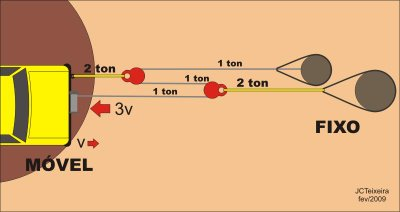 1 ton
2 ton
1 ton
2 ton
1 ton
3v
FIXO
v
MÓVEL
JCTeixeira
fev/2009